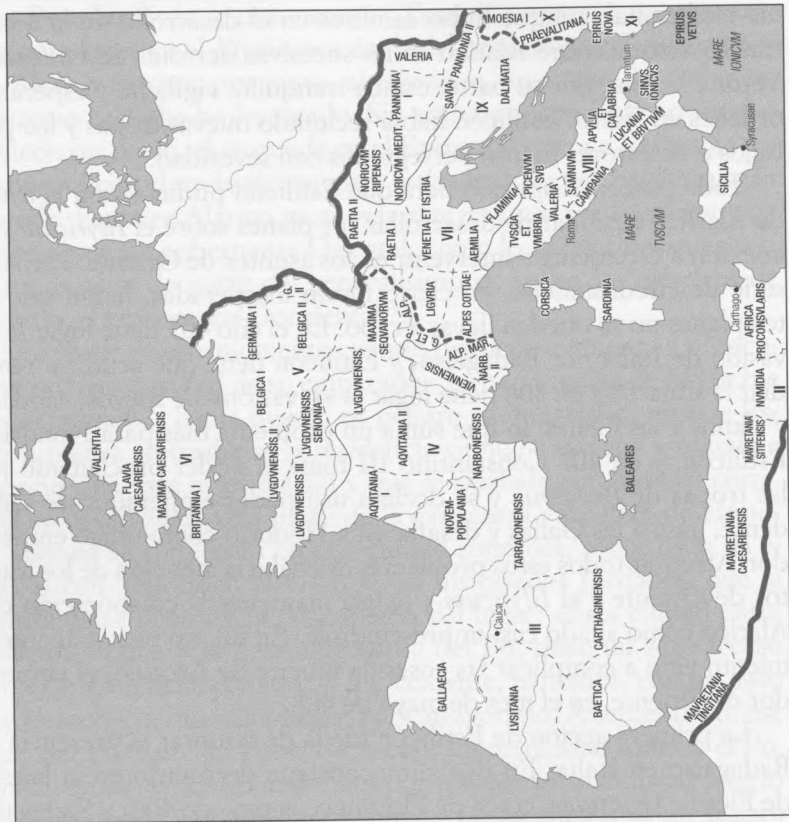 VALENTIA
FLAVIA
CAESARIENSIS
MAXIMA CAESARIENSIS
VI
BRITANNIA I
GERMANIA I
G.
II
BELGICA
BELGICA I
LVGDVNENSIS II
LVGDVNENSIS III
LVGDVNENSIS
SENONIA
V
LVGDVNENSIS
MAXIMA
SEQVANORVM
AQVITANIA I
AQVITANIA II
IV
NOVEM-
POPVLANIA
NARBONENSIS I
VIENNENSIS
NARB.
II
ALP. MAR.
G. ET P. ALP.
ALPES COTTIAE
RAETIA II
RAETIA I
NORICVM
RIPENSIS
NORICVM MEDIT.
VALERIA
PANNONIA I
SAVIA
PANNONIA II
IX
DALMATIA
MOESIA I
X
PRAEVALITANA
EPIRUS
NOVA
XI
EPIRUS
VETVS
MARE
IONICVM
VENETIA ET ISTRIA
LIGVRIA
AEMILIA
FLAMINIA
TVSCIA
ET
VMBRIA
PICENVM
SVB
VALERIA
Roma
SAMNIVM
VIII
CAMPANIA
APVLIA
CALABRIA
Tarentum
SINVS
IONICVS
LVCANIA
ET BRVTIVM
MARE
TVSCVM
SICILIA
Syracusae
CORSICA
SARDINIA
BALEARES
GALLAECIA
Cauca
TARRACONENSIS
III
LVSITANIA
CARTHAGINIENSIS
BAETICA
MAVRETANIA
TINGITANA
MAVRETANIA
CAESARIENSIS
MAVRETANIA
SITIFENSIS
NVMIDIA
Carthago
AFRICA
PROCONSVLARIS
II